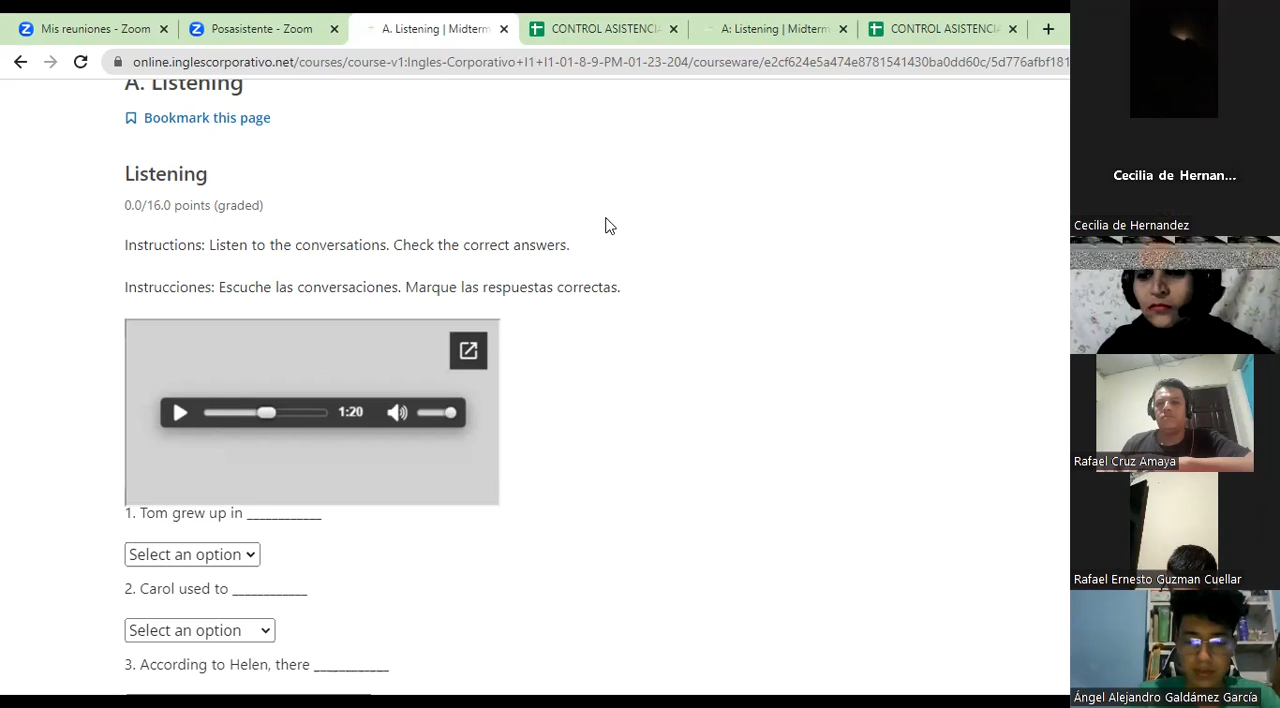 Mis reuniones - Zoom
Posasistente - Zoom
A. Listening | Midterm
CONTROL ASISTENCIA
A: Listening | Midterm
CONTROL ASISTENCIA
online.inglescorporativo.net/courses/course-v1:Ingles-Corporativo+I1+I1-01-8-9-PM-01-23-204/courseware/e2cf624e5a474e8781541430ba0dd60c/5d776afbf181
A. Listening
Bookmark this page
Listening
0.0/16.0 points (graded)
Instructions: Listen to the conversations. Check the correct answers.
Instrucciones: Escuche las conversaciones. Marque las respuestas correctas.
1:20
1. Tom grew up in ____________
Select an option
2. Carol used to ____________
Select an option
3. According to Helen, there ____________
Cecilia de Hernan...
Cecilia de Hernandez
Rafael Cruz Amaya
Rafael Ernesto Guzman Cuellar
Ángel Alejandro Galdámez García